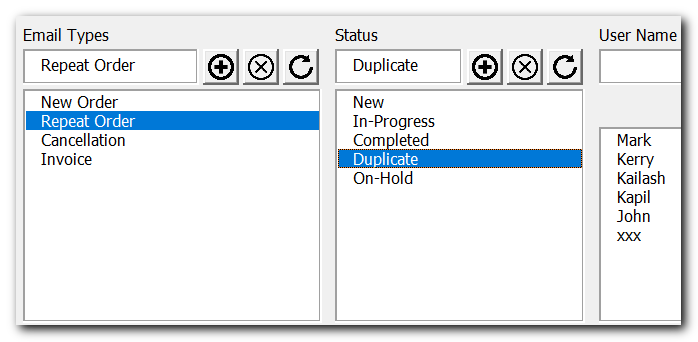 Email Types
Repeat Order
New Order
Repeat Order
Cancellation
Invoice
Status
Duplicate
New
In-Progress
Completed
Duplicate
On-Hold
User Name
Mark
Kerry
Kailash
Kapil
John
xxx